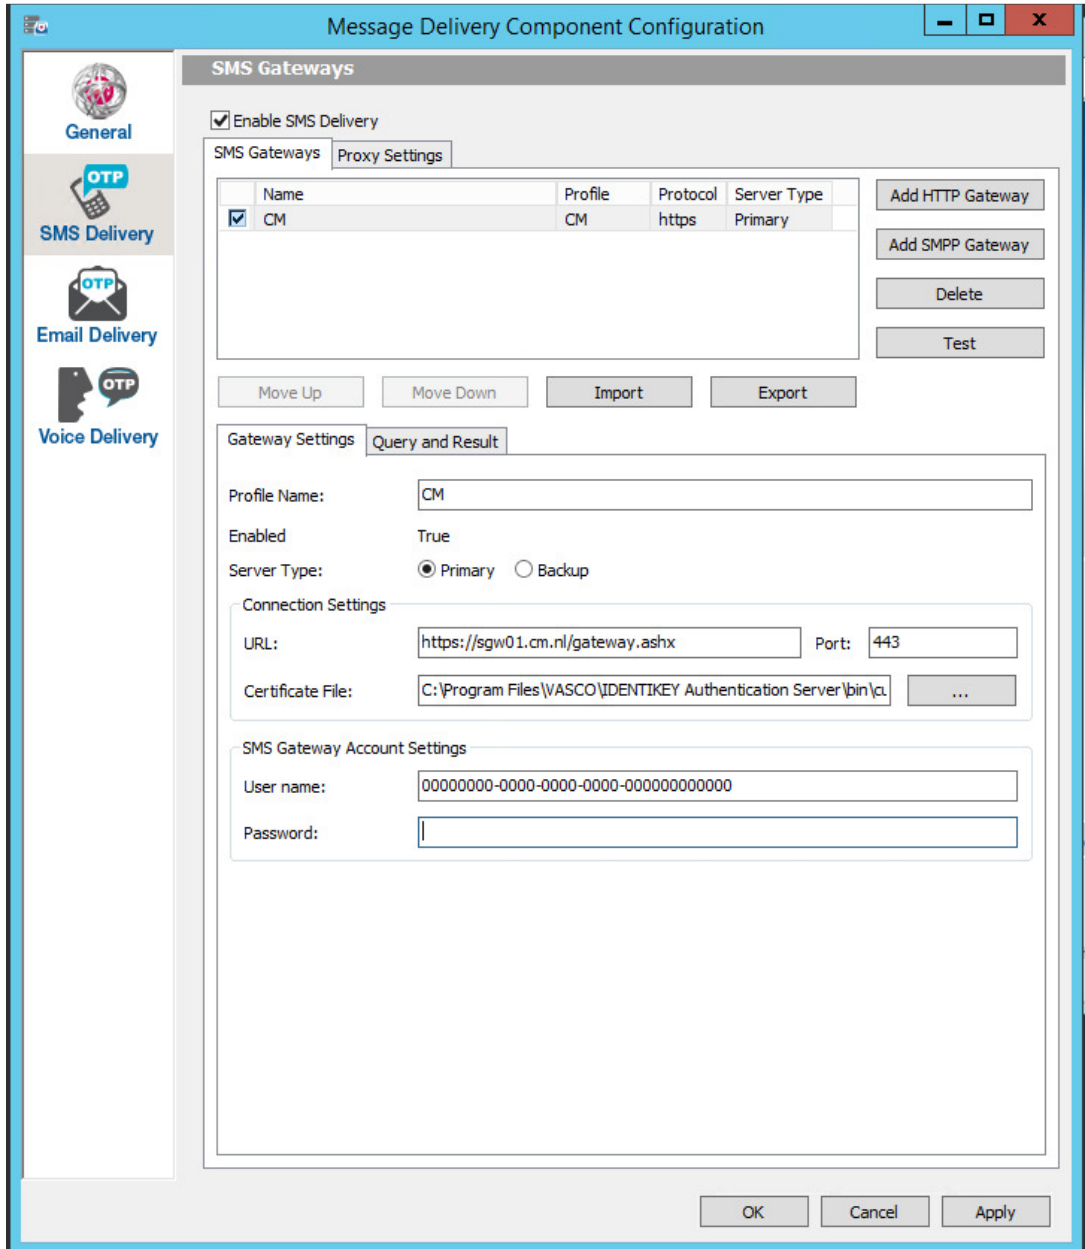 Message Delivery Component Configuration
SMS Gateways
OTP
General
SMS Delivery
OTP
Email Delivery
OTP
Voice Delivery
Enable SMS Delivery
SMS Gateways Proxy Settings
Name Profile Protocol Server Type
CM CM https Primary
Add HTTP Gateway
Add SMPP Gateway
Delete
Test
Move Up Move Down Import Export
Gateway Settings Query and Result
Profile Name: CM
Enabled True
Server Type: Primary Backup
Connection Settings
URL: https://sgw01.cm.nl/gateway.ashx Port: 443
Certificate File: C:\Program Files\VASCO\IDENTIKEY Authentication Server\bin\cu ...
SMS Gateway Account Settings
User name: 00000000-0000-0000-0000-000000000000
Password:
OK Cancel Apply